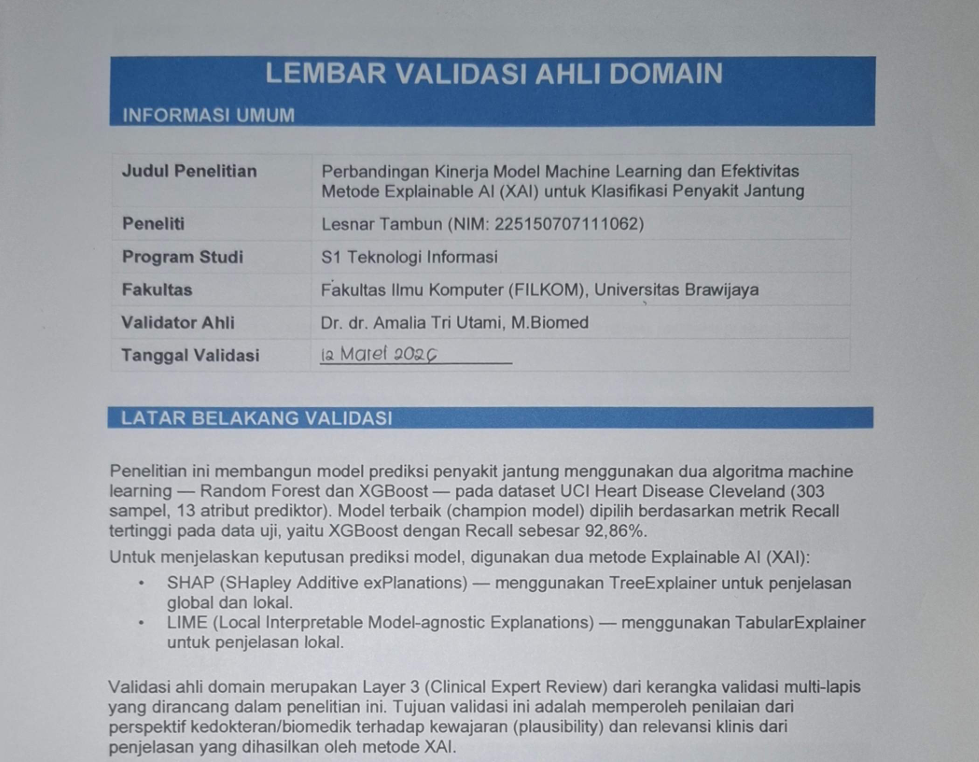 LEMBAR VALIDASI AHLI DOMAIN
INFORMASI UMUM
Judul Penelitian Perbandingan Kinerja Model Machine Learning dan Efektivitas
Metode Explainable AI (XAI) untuk Klasifikasi Penyakit Jantung
Peneliti Lesnar Tambun (NIM: 225150707111062)
Program Studi S1 Teknologi Informasi
Fakultas Fakultas Ilmu Komputer (FILKOM), Universitas Brawijaya
Validator Ahli Dr. dr. Amalia Tri Utami, M.Biomed
Tanggal Validasi 12 Maret 2026
LATAR BELAKANG VALIDASI
Penelitian ini membangun model prediksi penyakit jantung menggunakan dua algoritma machine
learning — Random Forest dan XGBoost — pada dataset UCI Heart Disease Cleveland (303
sampel, 13 atribut prediktor). Model terbaik (champion model) dipilih berdasarkan metrik Recall
tertinggi pada data uji, yaitu XGBoost dengan Recall sebesar 92,86%.
Untuk menjelaskan keputusan prediksi model, digunakan dua metode Explainable AI (XAI):
• SHAP (SHapley Additive exPlanations) — menggunakan TreeExplainer untuk penjelasan
global dan lokal.
• LIME (Local Interpretable Model-agnostic Explanations) — menggunakan TabularExplainer
untuk penjelasan lokal.
Validasi ahli domain merupakan Layer 3 (Clinical Expert Review) dari kerangka validasi multi-lapis
yang dirancang dalam penelitian ini. Tujuan validasi ini adalah memperoleh penilaian dari
perspektif kedokteran/biomedik terhadap kewajaran (plausibility) dan relevansi klinis dari
penjelasan yang dihasilkan oleh metode XAI.